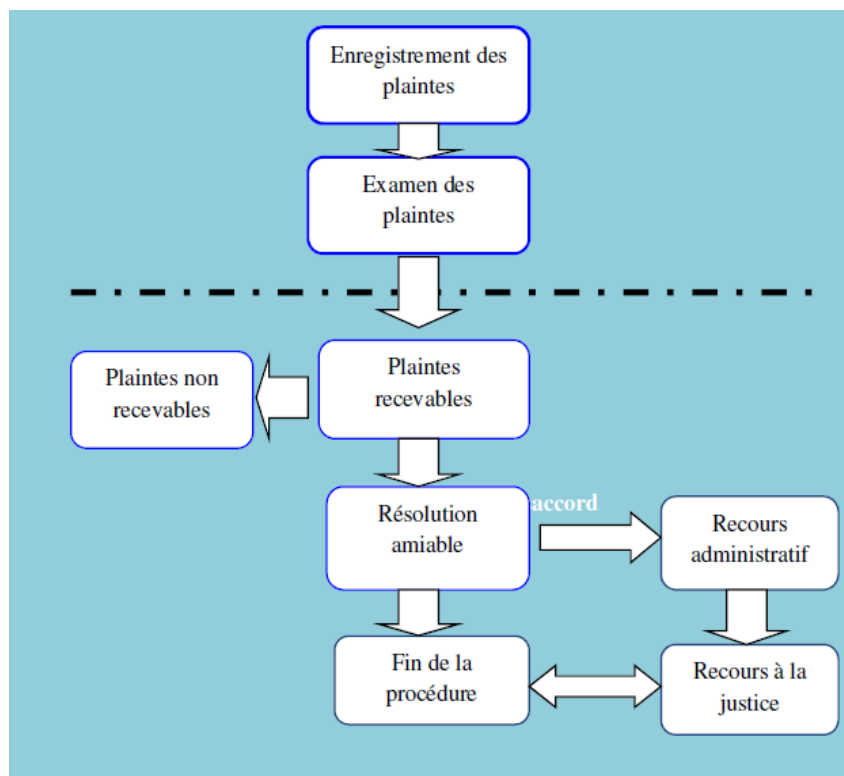 Enregistrement des
plaintes
Examen des
plaintes
Plaintes non
recevables
Plaintes
recevables
Résolution
amiable
accord
Recours
administratif
Fin de la
procédure
Recours à la
justice